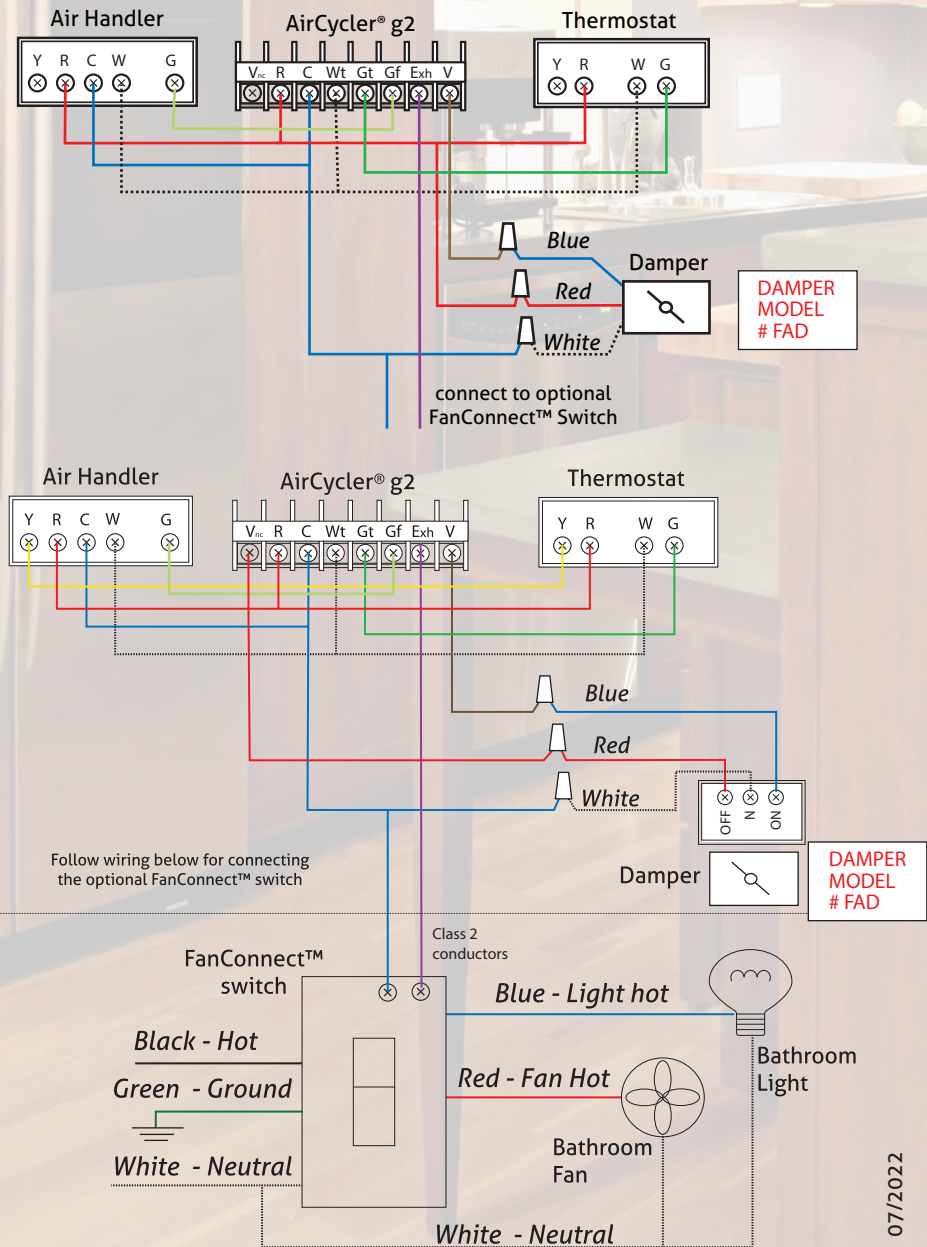 Air Handler
AirCycler® g2
Thermostat
Y R C W G
Vnc R C Wt Gt Gf Exh V
Y R W G
Blue
Damper
Red
DAMPER
MODEL
# FAD
White
connect to optional
FanConnect™ Switch
Air Handler
AirCycler® g2
Thermostat
Y R C W G
Vnc R C Wt Gt Gf Exh V
Y R W G
Blue
Red
White
OFF N ON
Follow wiring below for connecting
the optional FanConnect™ switch
Damper
DAMPER
MODEL
# FAD
Class 2
conductors
FanConnect™
switch
Blue - Light hot
Black - Hot
Bathroom
Light
Green - Ground
Red - Fan Hot
Bathroom
Fan
White - Neutral
White - Neutral
07/2022